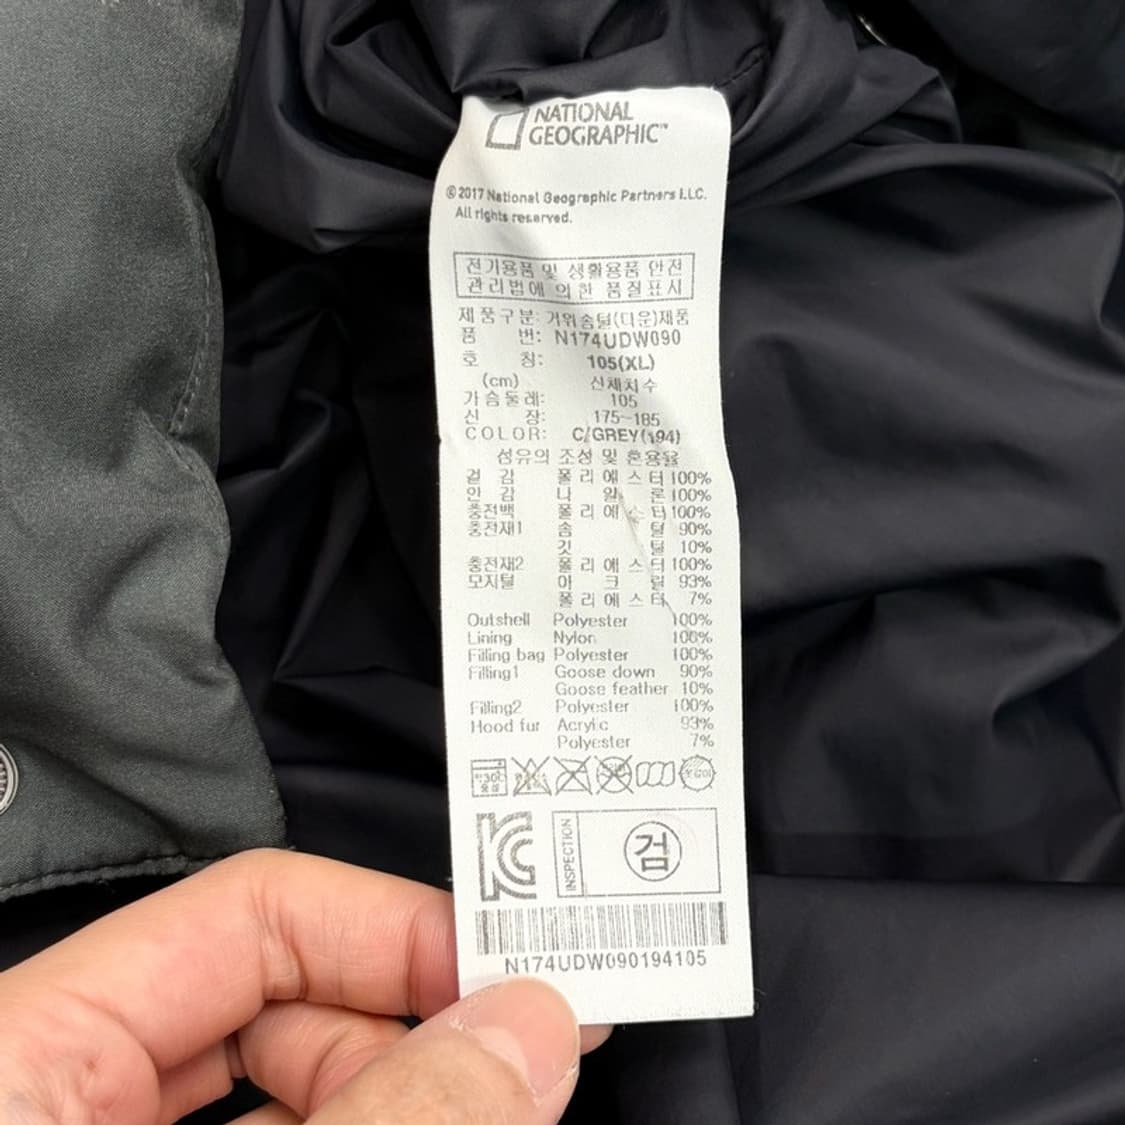 NATIONAL
GEOGRAPHIC™
©2017 National Geographic Partners LLC.
All rights reserved.
전기용품 및 생활용품 안전
관리법에 의한 품질표시
제품구분: 거위솜털(다운)제품
품 번: N174UDW090
호 칭: 105(XL)
(cm) 신체치수
가슴둘레: 105
신 장: 175~185
COLOR: C/GREY(194)
섬유의 조성 및 혼용율
겉 감 폴리에스터 100%
안 감 나 일 론 100%
충전백 폴리에스터 100%
충전재1 솜 털 90%
깃 털 10%
충전재2 폴리에스터 100%
모지털 아 크 릴 93%
폴리에스터 7%
Outshell Polyester 100%
Lining Nylon 100%
Filling bag Polyester 100%
Filling1 Goose down 90%
Goose feather 10%
Filling2 Polyester 100%
Hood fur Acrylic 93%
Polyester 7%
INSPECTION
검
N174UDW090194105